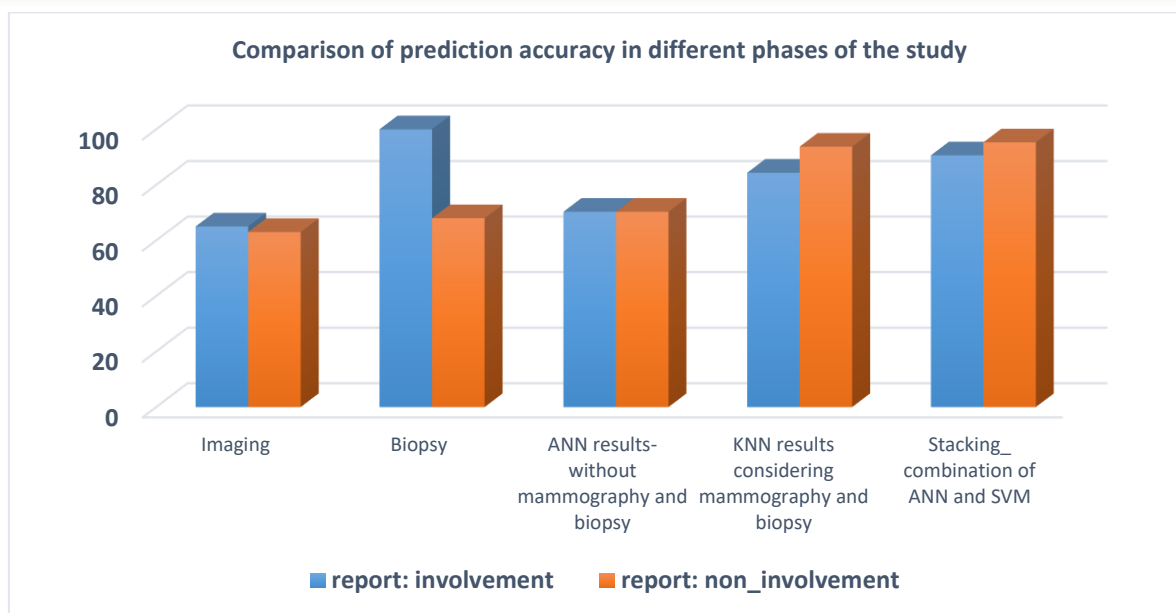 Comparison of prediction accuracy in different phases of the study
100
80
60
40
20
0
Imaging
Biopsy
ANN results-
without
mammography and
biopsy
KNN results
considering
mammography and
biopsy
Stacking_
combination of
ANN and SVM
report: involvement
report: non_involvement